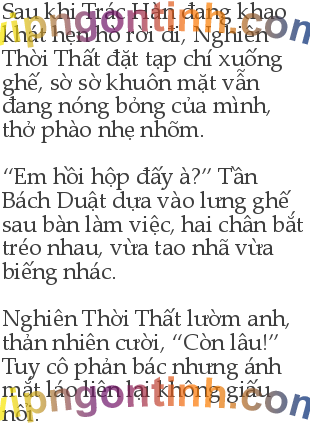 Sau khi Trác Hàn đang khao
khát hẹn hò rời đi, Nghiên
Thời Thất đặt tạp chí xuống
ghế, sờ sờ khuôn mặt vẫn
đang nóng bỏng của mình,
thở phào nhẹ nhõm.
“Em hồi hộp đấy à?” Tần
Bách Duật dựa vào lưng ghế
sau bàn làm việc, hai chân bắt
tréo nhau, vừa tao nhã vừa
biếng nhác.
Nghiên Thời Thất lườm anh,
thản nhiên cười, “Còn lâu!”
Tuy cô phản bác nhưng ánh
mắt láo liên lại không giấu
nổi.
vipngontinh.com
vipngontinh.com